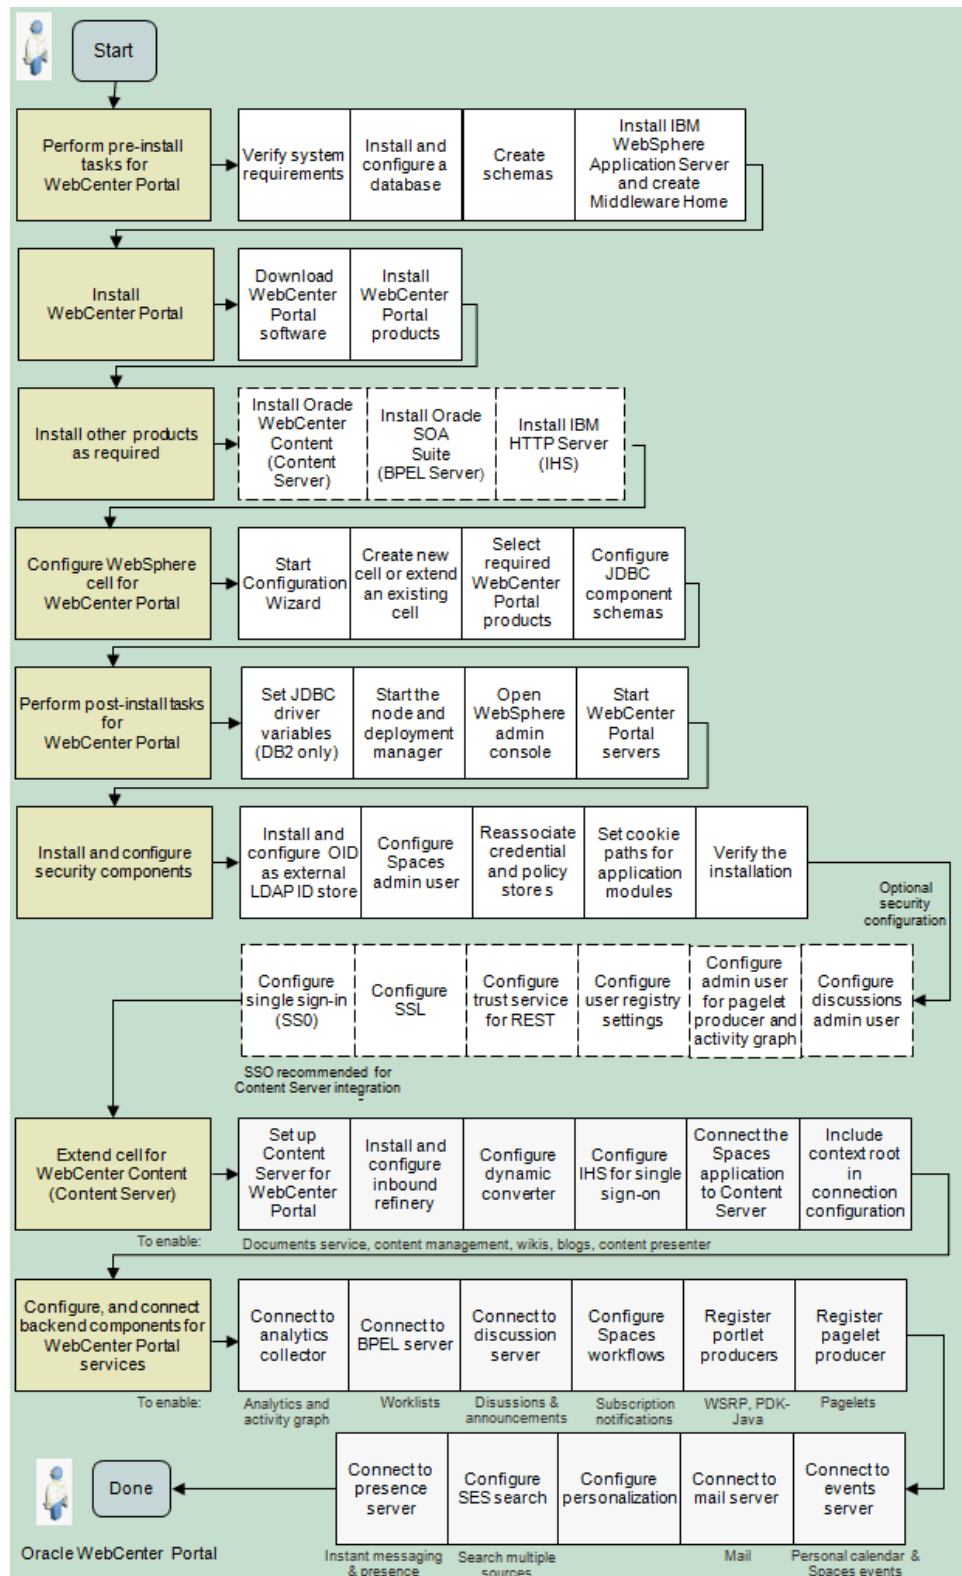 Start
Perform pre-install
tasks for
WebCenter Portal
Verify system
requirements
Install and
configure a
database
Create
schemas
Install IBM
WebSphere
Application Server
and create
Middleware Home
Install
WebCenter Portal
Download
WebCenter
Portal
software
Install
WebCenter
Portal
products
Install other products
as required
Install Oracle
WebCenter
Content
(Content
Server)
Install Oracle
SOA
Suite
(BPEL Server)
Install IBM
HTTP Server
(IHS)
Configure WebSphere
cell for
WebCenter Portal
Start
Configuration
Wizard
Create new
cell or extend
an existing
cell
Select
required
WebCenter
Portal
products
Configure
JDBC
component
schemas
Perform post-install tasks
for
WebCenter Portal
Set JDBC
driver
variables
(DB2 only)
Start the
node and
deployment
manager
Open
WebSphere
admin
console
Start
WebCenter
Portal
servers
Install and configure
security components
Install and
configure OID
as external
LDAP ID store
Configure
Spaces
admin user
Reassociate
credential
and policy
stores
Set cookie
paths for
application
modules
Verify the
installation
Optional
security
configuration
Configure
single sign-in
(SSO)
Configure
SSL
Configure
trust service
for REST
Configure
user registry
settings
Configure
admin user
for pagelet
producer and
activity graph
Configure
discussions
admin user
SSO recommended for
Content Server integration
Extend cell for
WebCenter Content
(Content Server)
Set up
Content
Server for
WebCenter
Portal
Install and
configure
inbound
refinery
Configure
dynamic
converter
Configure
IHS for single
sign-on
Connect the
Spaces
application
to Content
Server
Include
context root
in
connection
configuration
To enable:
Documents service, content management, wikis, blogs, content presenter
Configure, and connect
backend components for
WebCenter Portal
services
Connect to
analytics
collector
Connect to
BPEL server
Connect to
discussion
server
Configure
Spaces
workflows
Register
portlet
producers
Register
pagelet
producer
To enable:
Analytics and
activity graph
Worklists
Disussions &
announcements
Subscription
notifications
WSRP, PDK-
Java
Pagelets
Done
Connect to
presence
server
Configure
SES search
Configure
personalization
Connect to
mail server
Connect to
events
server
Oracle WebCenter Portal
Instant messaging
& presence
Search multiple
sources
Mail
Personal calendar &
Spaces events